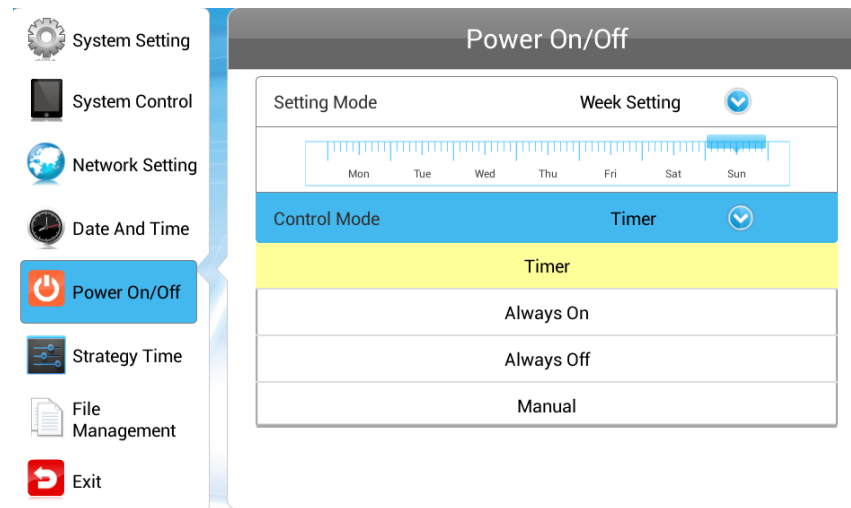 System Setting
System Control
Network Setting
Date And Time
Power On/Off
Strategy Time
File
Management
Exit
Power On/Off
Setting Mode Week Setting
Mon Tue Wed Thu Fri Sat Sun
Control Mode Timer
Timer
Always On
Always Off
Manual